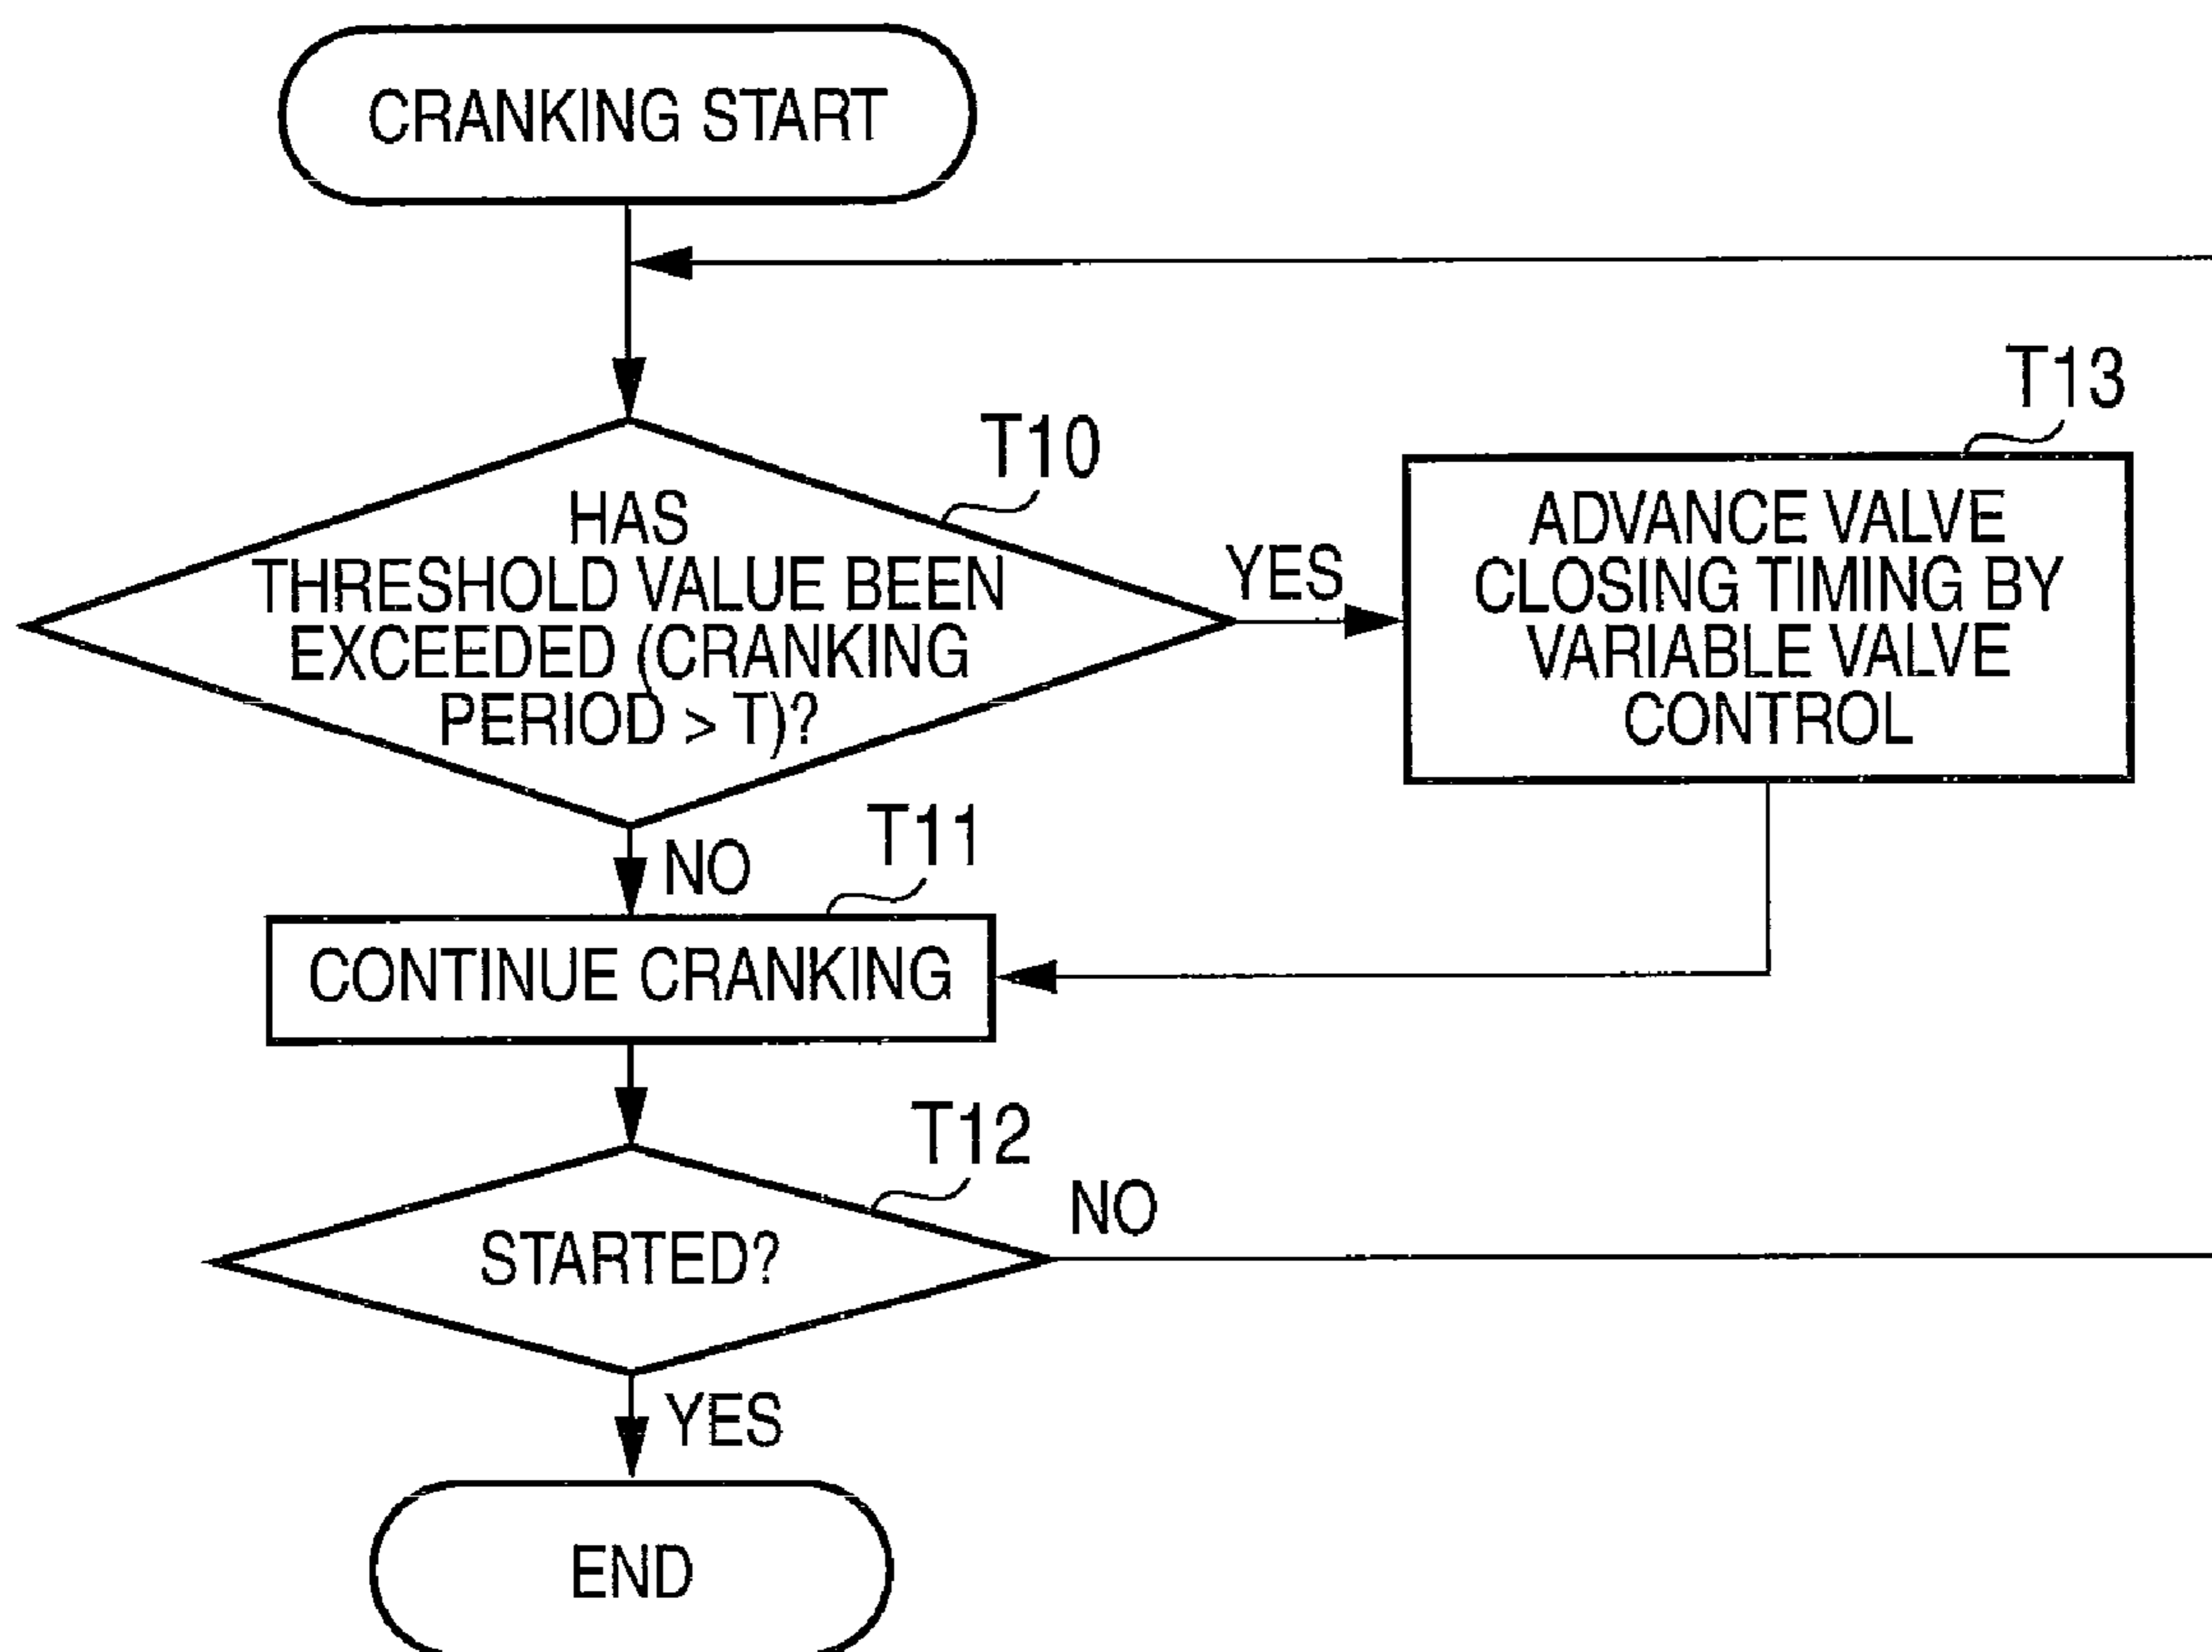 CRANKING START
T10
HAS
THRESHOLD VALUE BEEN
EXCEEDED (CRANKING
PERIOD > T)?
YES
T13
ADVANCE VALVE
CLOSING TIMING BY
VARIABLE VALVE
CONTROL
NO
T11
CONTINUE CRANKING
T12
STARTED?
NO
YES
END